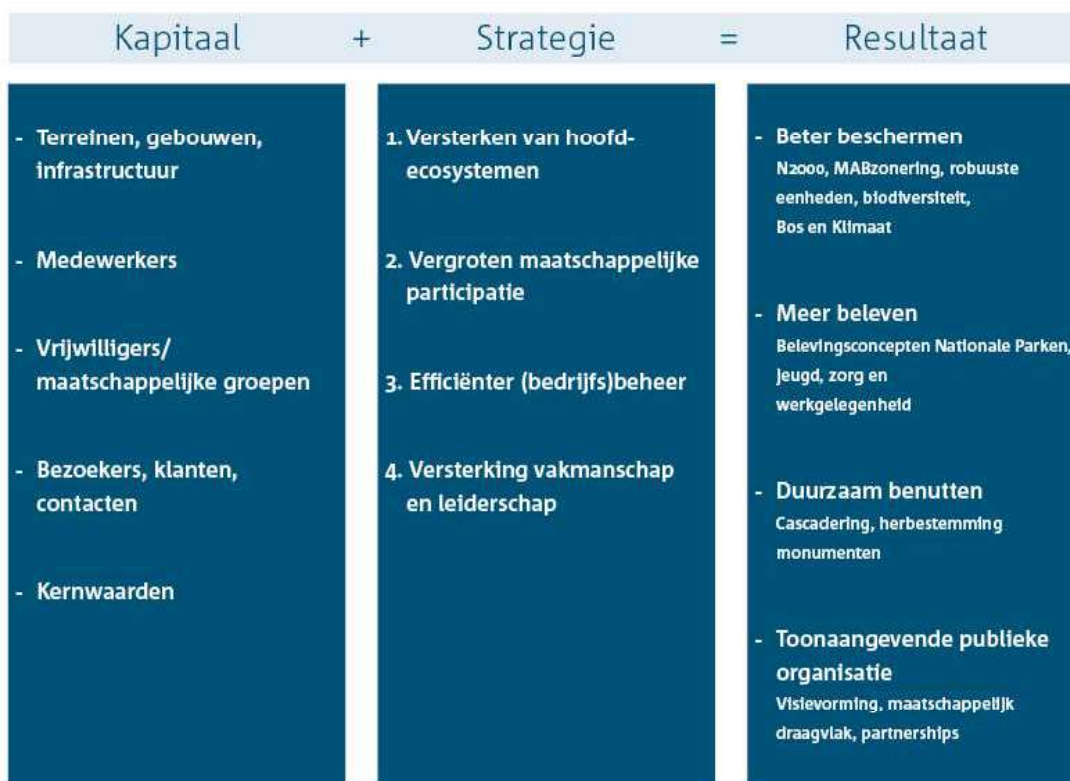 Kapitaal + Strategie = Resultaat
- Terreinen, gebouwen,
infrastructuur
- Medewerkers
- Vrijwilligers/
maatschappelijke groepen
- Bezoekers, klanten,
contacten
- Kernwaarden
1. Versterken van hoofd-
ecosystemen
2. Vergroten maatschappelijke
participatie
3. Efficiënter (bedrijfs)beheer
4. Versterking vakmanschap
en leiderschap
- Beter beschermen
N2000, MABzonering, robuuste
eenheden, biodiversiteit,
Bos en Klimaat
- Meer beleven
Belevingsconcepten Nationale Parken,
jeugd, zorg en
werkgelegenheid
- Duurzaam benutten
Cascadering, herbestemming
monumenten
- Toonaangevende publieke
organisatie
Visievorming, maatschappelijk
draagvlak, partnerships